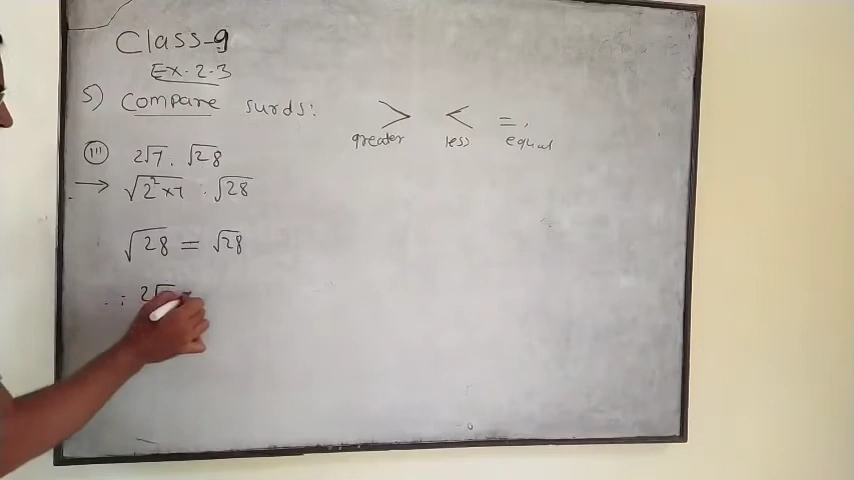 Class-9
Ex-2.3
5) Compare surds:
> < =.
greater less equal
(iii) 2√7 . √28
→ √2²×7 : √28
√28 = √28
∴ 2√